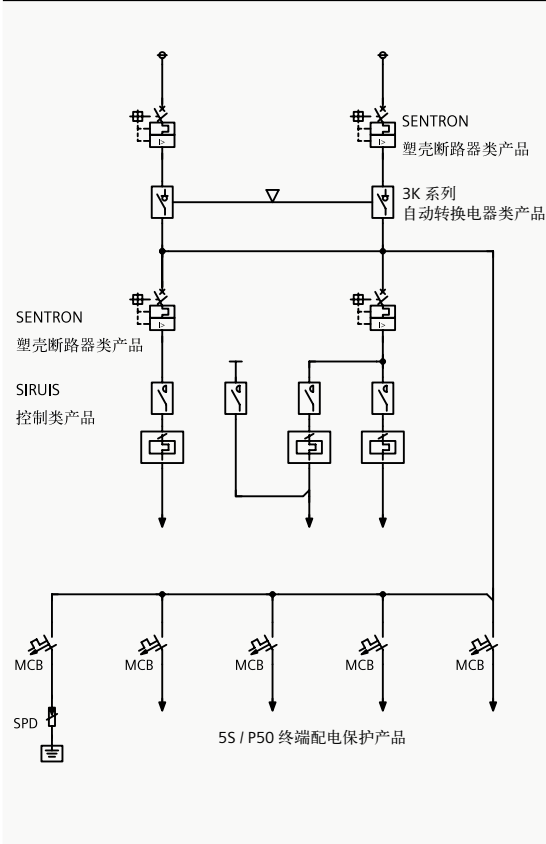 SENTRON
塑壳断路器类产品
3K 系列
自动转换电器类产品
SENTRON
塑壳断路器类产品
SIRUIS
控制类产品
I>
I>
I>
I>
MCB
MCB
MCB
MCB
MCB
SPD
5S / P50 终端配电保护产品